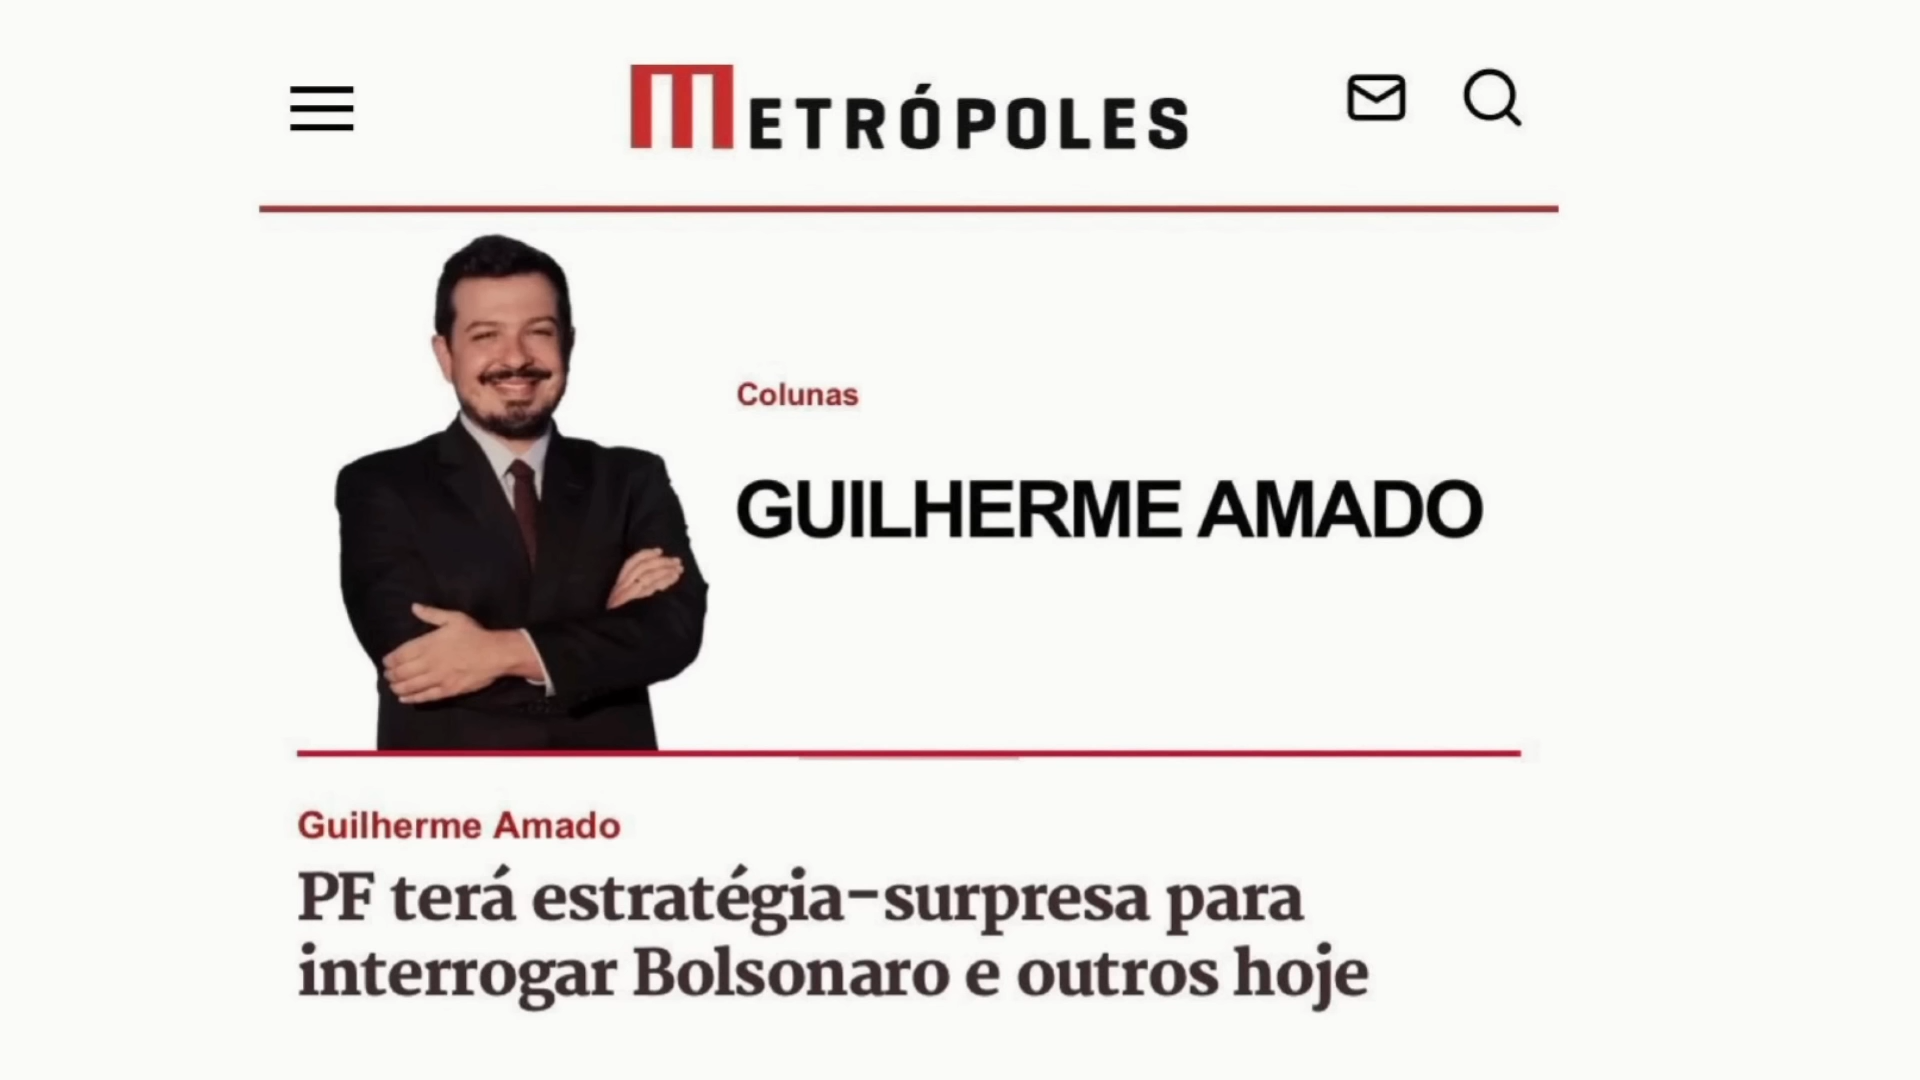 METRÓPOLES
Colunas
GUILHERME AMADO
Guilherme Amado
PF terá estratégia-surpresa para
interrogar Bolsonaro e outros hoje